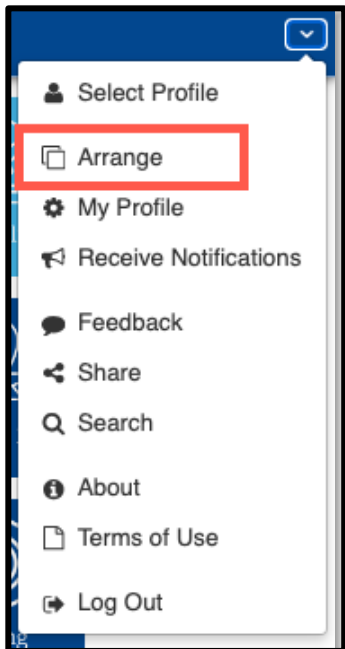 Select Profile
Arrange
My Profile
Receive Notifications
Feedback
Share
Search
About
Terms of Use
Log Out